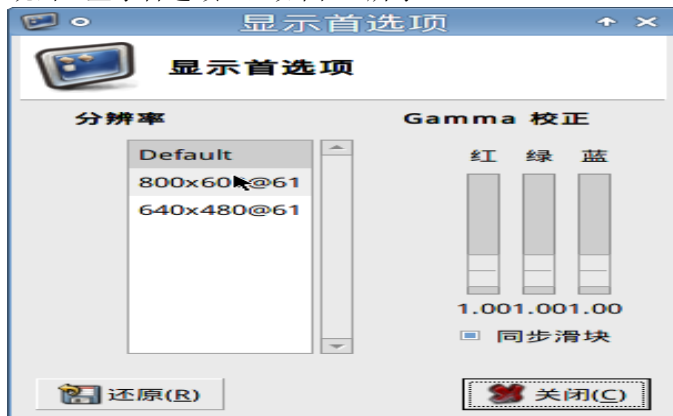 显示首选项
显示首选项
分辨率
Gamma 校正
Default
800x60 @61
640x480@61
红 绿 蓝
1.001.001.00
同步滑块
还原(R)
关闭(C)